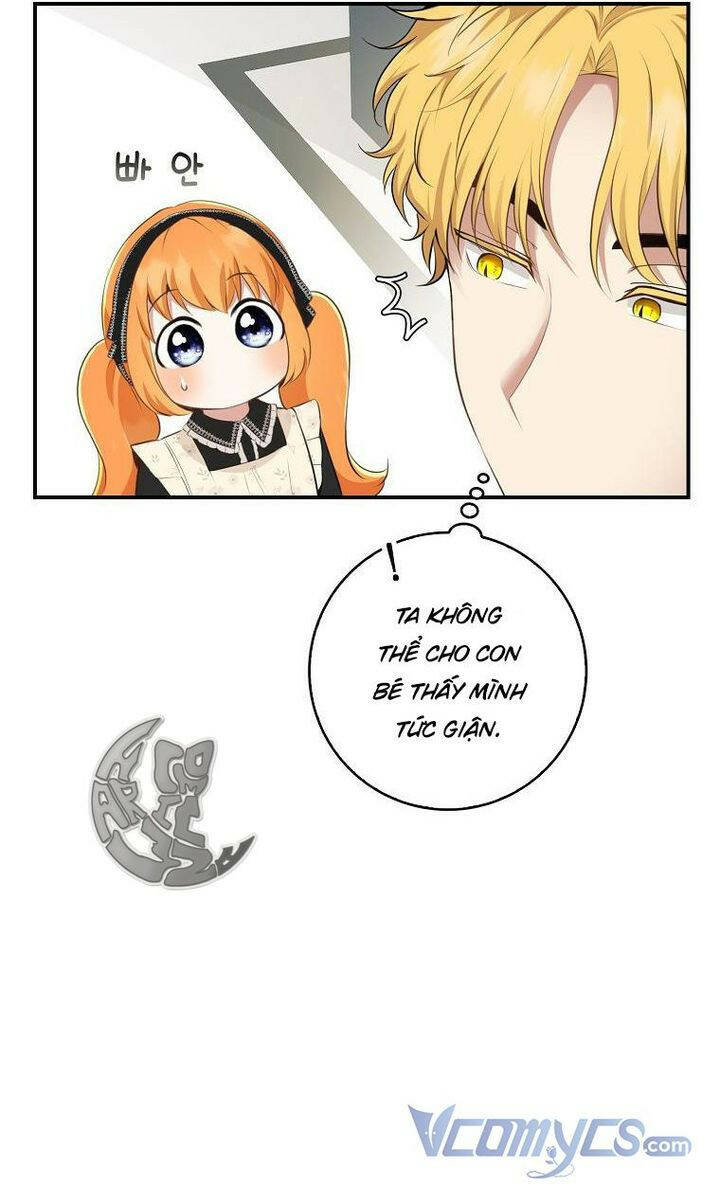 빠안
!
TA KHÔNG
THỂ CHO CON
BÉ THẤY MÌNH
TỨC GIẬN.
VCOMYCS.com